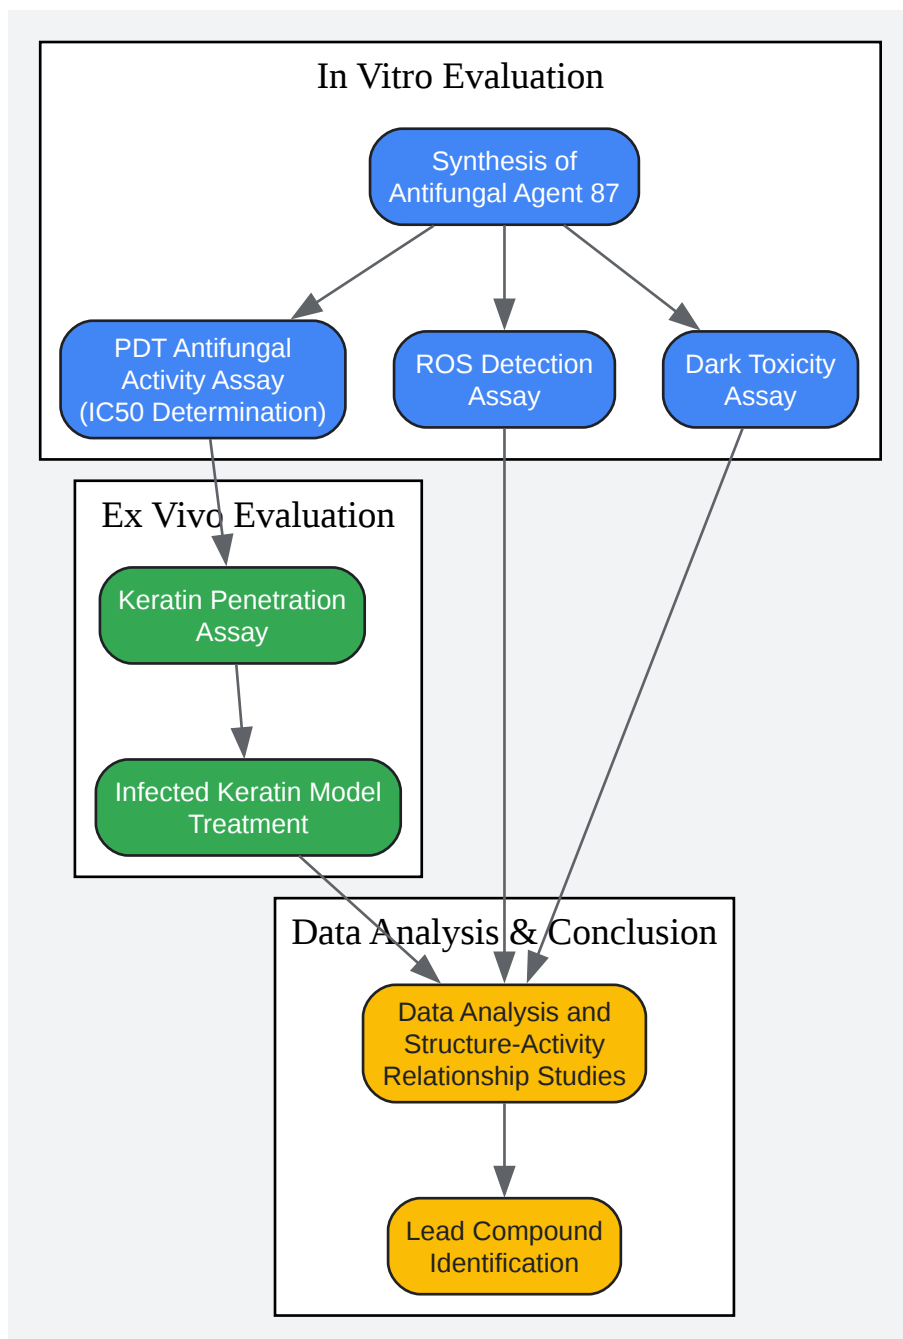 In Vitro Evaluation
Synthesis of
Antifungal Agent 87
PDT Antifungal
Activity Assay
(IC50 Determination)
ROS Detection
Assay
Dark Toxicity
Assay
Ex Vivo Evaluation
Keratin Penetration
Assay
Infected Keratin Model
Treatment
Data Analysis & Conclusion
Data Analysis and
Structure-Activity
Relationship Studies
Lead Compound
Identification